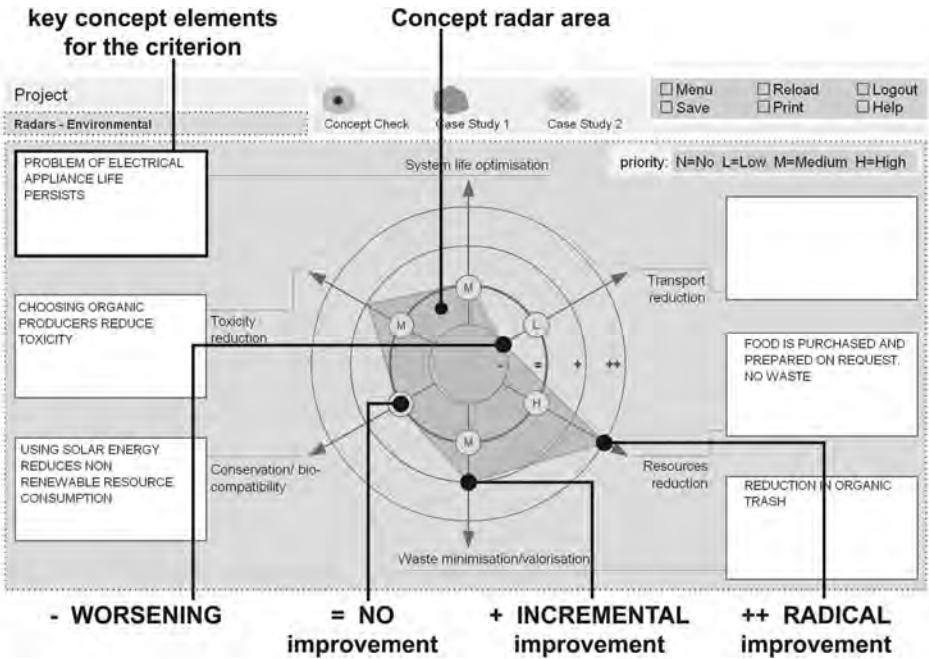 key concept elements
for the criterion
Concept radar area
Project
Radars - Environmental
Concept Check
Case Study 1
Case Study 2
Menu
Reload
Logout
Save
Print
Help
priority: N=No L=Low M=Medium H=High
PROBLEM OF ELECTRICAL
APPLIANCE LIFE
PERSISTS
System life optimisation
CHOOSING ORGANIC
PRODUCERS REDUCE
TOXICITY
Toxicity
reduction
Transport
reduction
M
M
L
- = + ++
H
M
FOOD IS PURCHASED AND
PREPARED ON REQUEST.
NO WASTE
USING SOLAR ENERGY
REDUCES NON
RENEWABLE RESOURCE
CONSUMPTION
Conservation/ bio-
compatibility
Resources
reduction
REDUCTION IN ORGANIC
TRASH
Waste minimisation/valorisation
- WORSENING
= NO
improvement
+ INCREMENTAL
improvement
++ RADICAL
improvement